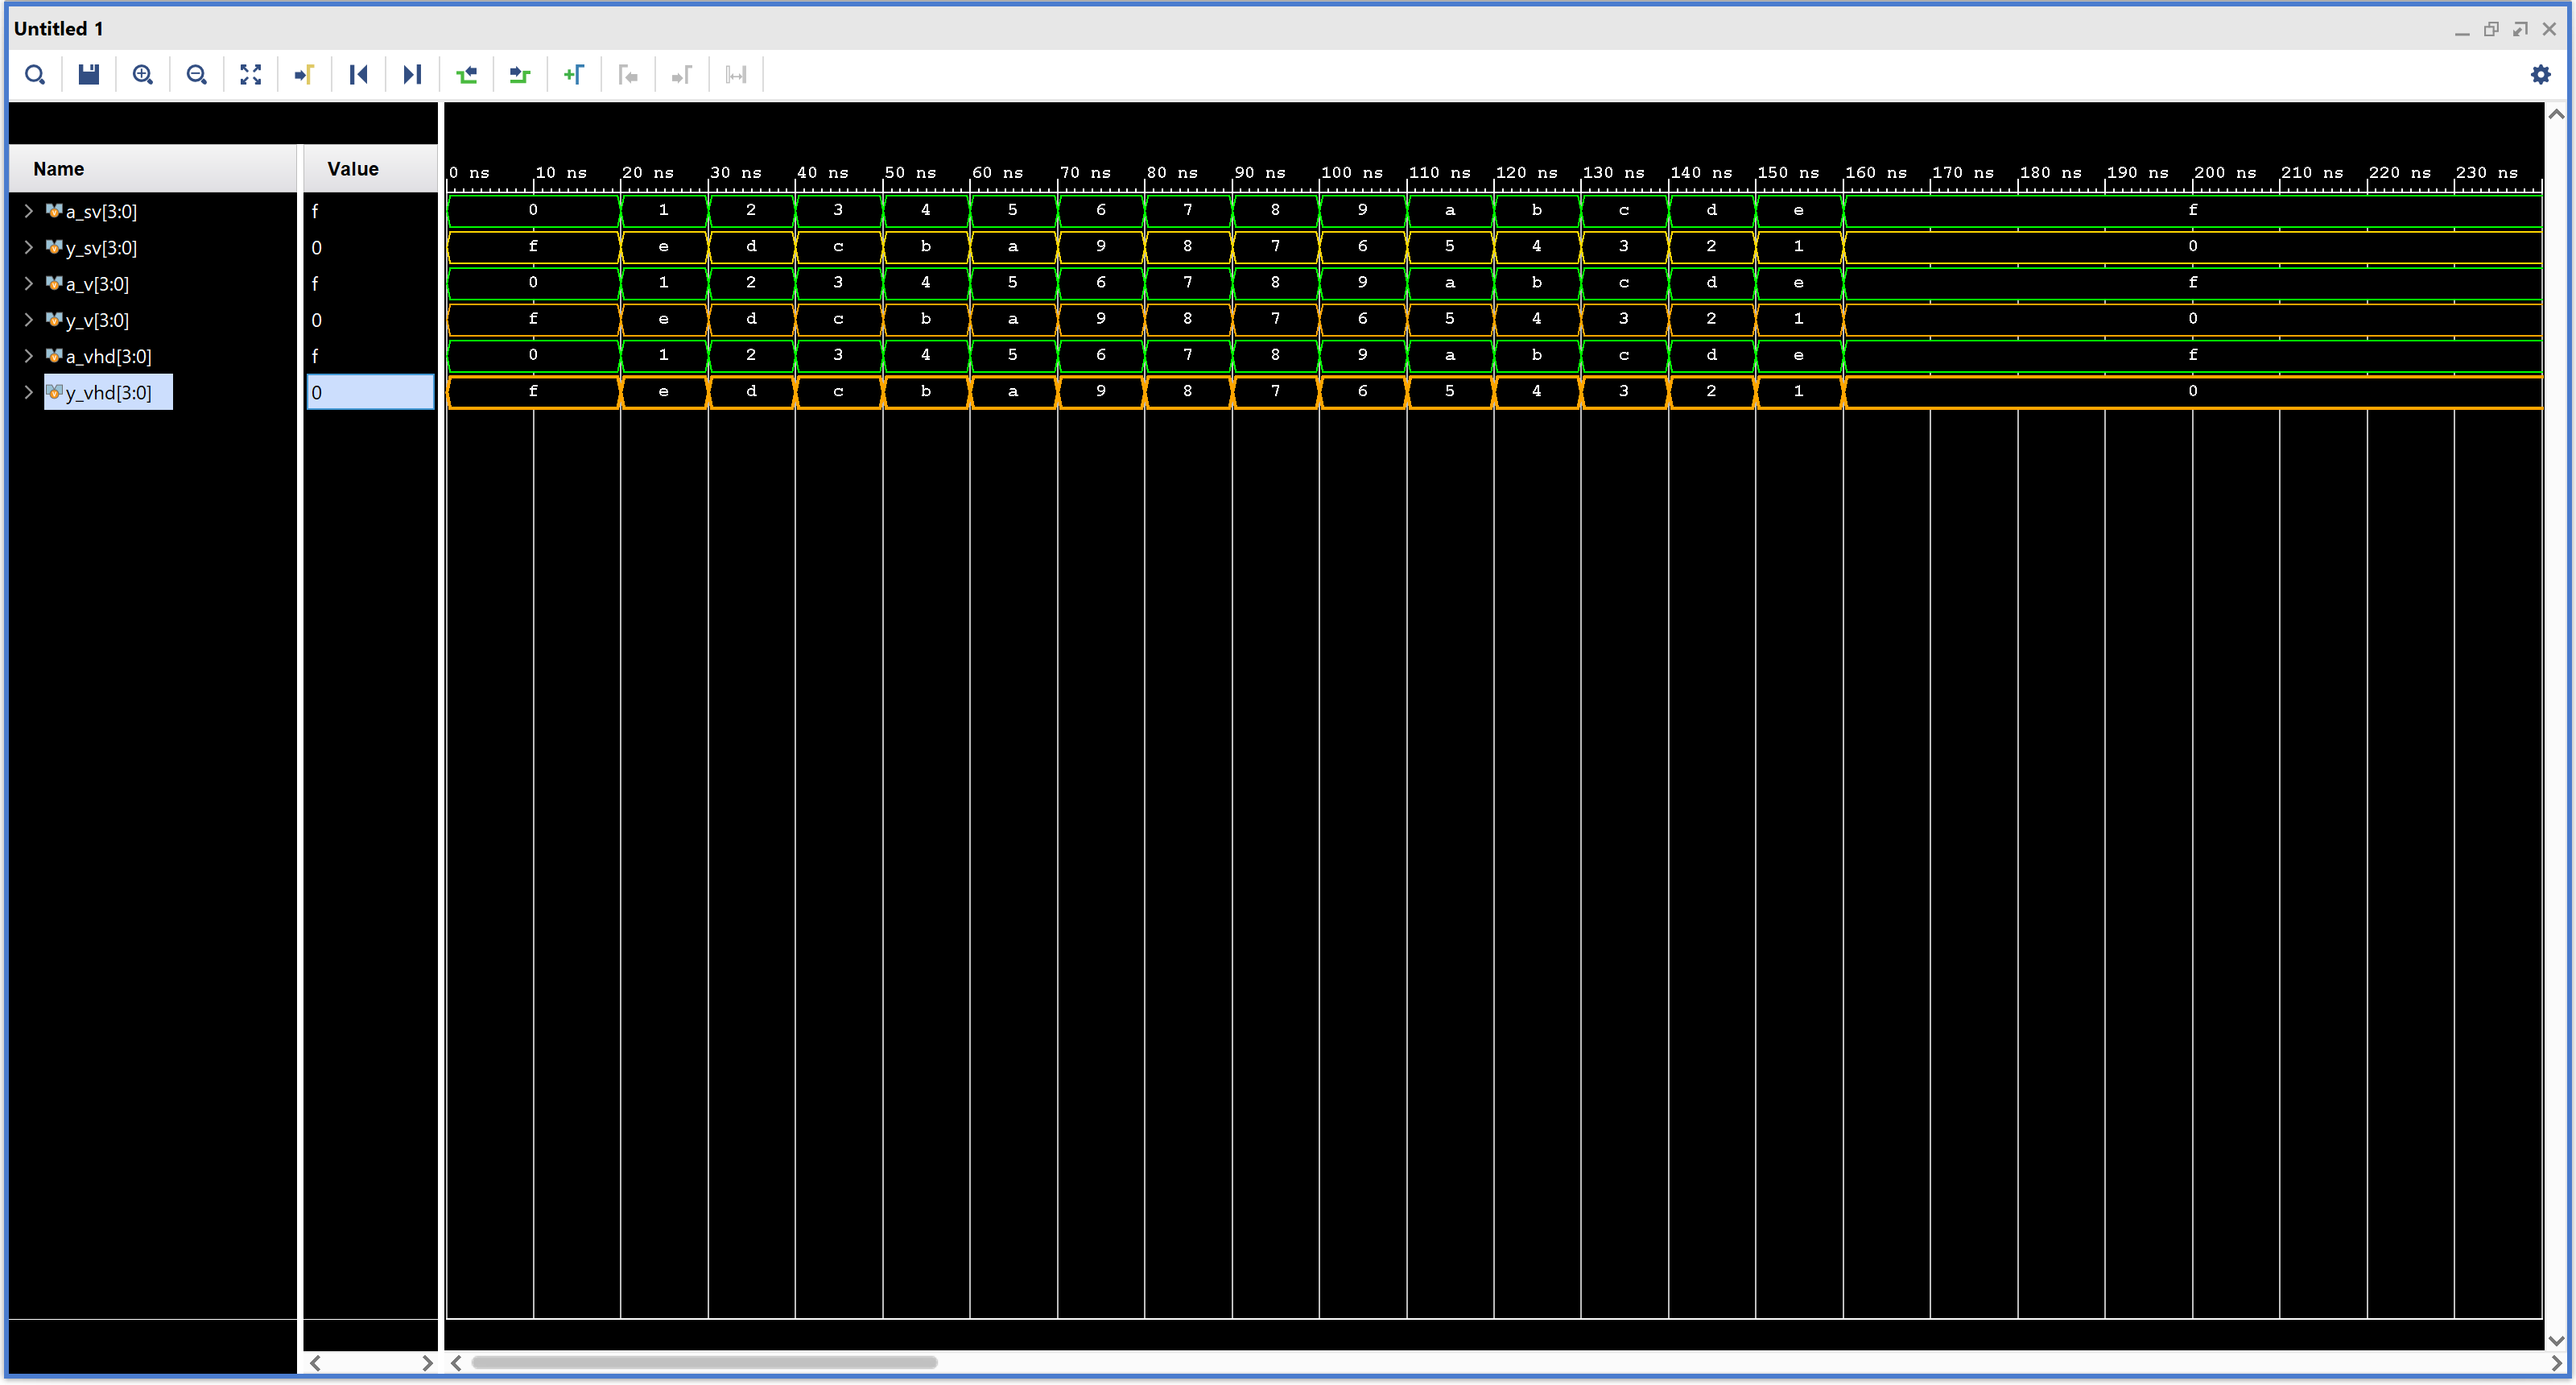 Untitled 1
Name Value 0 ns 10 ns 20 ns 30 ns 40 ns 50 ns 60 ns 70 ns 80 ns 90 ns 100 ns 110 ns 120 ns 130 ns 140 ns 150 ns 160 ns 170 ns 180 ns 190 ns 200 ns 210 ns 220 ns 230 ns
a_sv[3:0] f 0 1 2 3 4 5 6 7 8 9 a b c d e f
y_sv[3:0] 0 f e d c b a 9 8 7 6 5 4 3 2 1 0
a_v[3:0] f 0 1 2 3 4 5 6 7 8 9 a b c d e f
y_v[3:0] 0 f e d c b a 9 8 7 6 5 4 3 2 1 0
a_vhd[3:0] f 0 1 2 3 4 5 6 7 8 9 a b c d e f
y_vhd[3:0] 0 f e d c b a 9 8 7 6 5 4 3 2 1 0